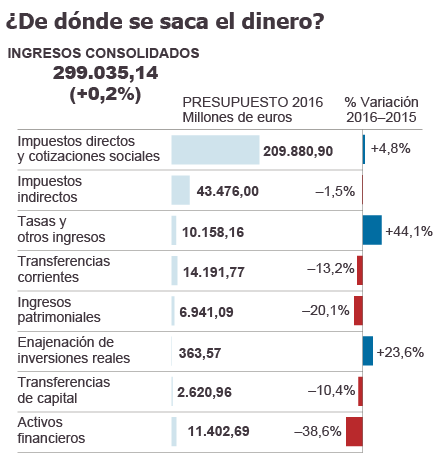 ¿De dónde se saca el dinero?
INGRESOS CONSOLIDADOS
299.035,14
(+0,2%)
PRESUPUESTO 2016
Millones de euros
% Variación
2016–2015
Impuestos directos
y cotizaciones sociales
209.880,90
+4,8%
Impuestos
indirectos
43.476,00
–1,5%
Tasas y
otros ingresos
10.158,16
+44,1%
Transferencias
corrientes
14.191,77
–13,2%
Ingresos
patrimoniales
6.941,09
–20,1%
Enajenación de
inversiones reales
363,57
+23,6%
Transferencias
de capital
2.620,96
–10,4%
Activos
financieros
11.402,69
–38,6%